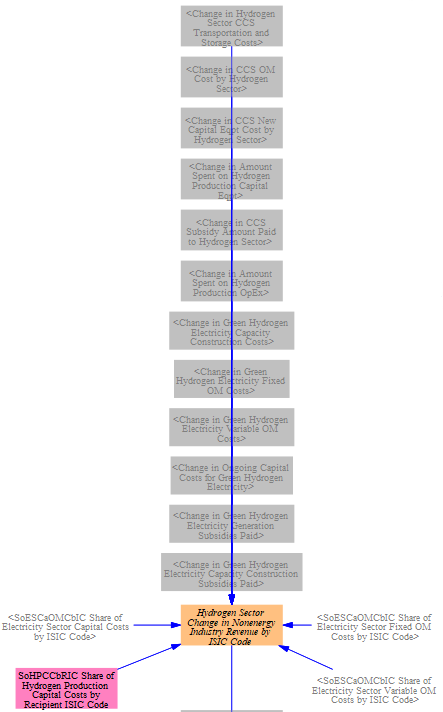 <Change in Hydrogen
Sector CCS
Transportation and
Storage Costs>
<Change in CCS OM
Cost by Hydrogen
Sector>
<Change in CCS New
Capital Eqpt Cost by
Hydrogen Sector>
<Change in Amount
Spent on Hydrogen
Production Capital
Eqpt>
<Change in CCS
Subsidy Amount Paid
to Hydrogen Sector>
<Change in Amount
Spent on Hydrogen
Production OpEx>
<Change in Green Hydrogen
Electricity Capacity
Construction Costs>
<Change in Green
Hydrogen Electricity Fixed
OM Costs>
<Change in Green Hydrogen
Electricity Variable OM
Costs>
<Change in Ongoing Capital
Costs for Green Hydrogen
Electricity>
<Change in Green Hydrogen
Electricity Generation
Subsidies Paid>
<Change in Green Hydrogen
Electricity Capacity Construction
Subsidies Paid>
<SoESCaOMCbIC Share of
Electricity Sector Capital Costs
by ISIC Code>
Hydrogen Sector
Change in Nonenergy
Industry Revenue by
ISIC Code
<SoESCaOMCbIC Share of
Electricity Sector Fixed OM
Costs by ISIC Code>
SoHPCCbRIC Share of
Hydrogen Production
Capital Costs by
Recipient ISIC Code
<SoESCaOMCbIC Share of
Electricity Sector Variable OM
Costs by ISIC Code>